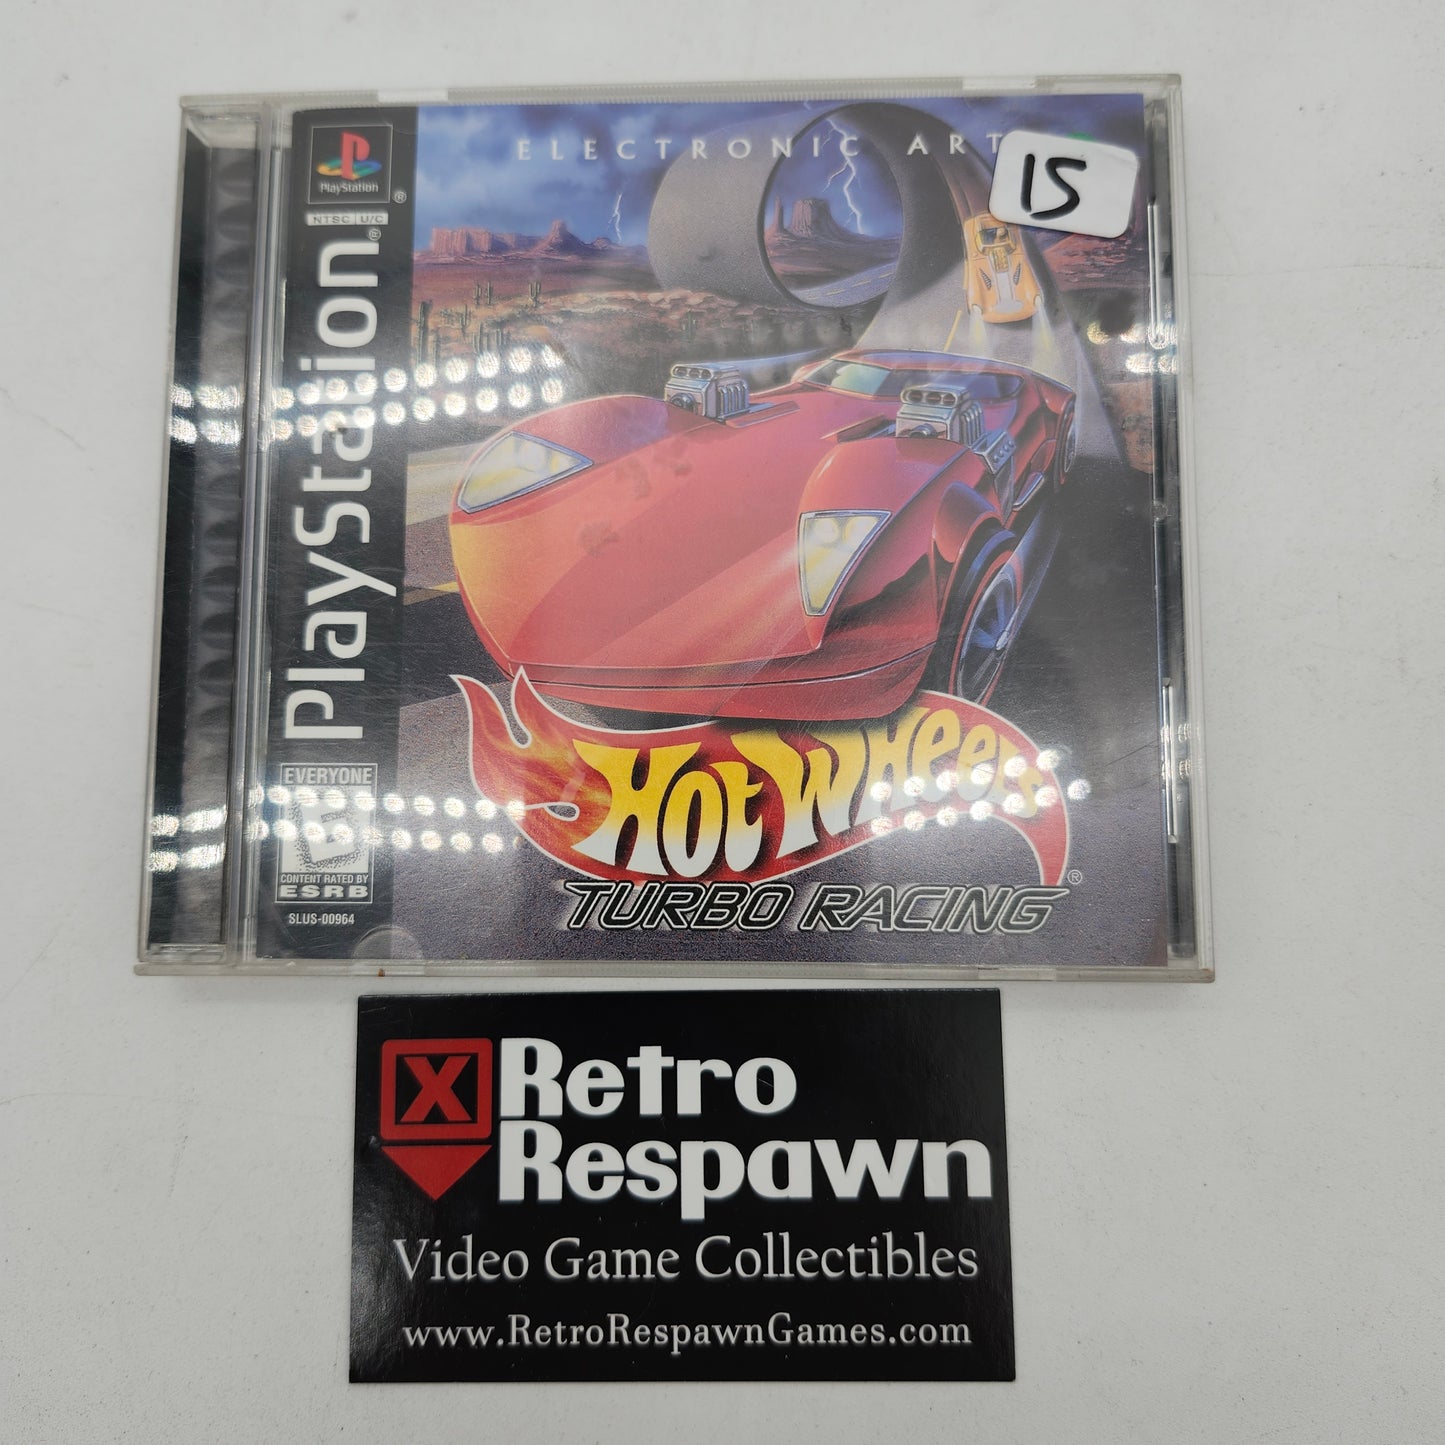 PlayStation
NTSC U/C
PlayStation®
ELECTRONIC ART
15
HOT WHEELS®
TURBO RACING
EVERYONE
E
CONTENT RATED BY
ESRB
SLUS-00964
X Retro
Respawn
Video Game Collectibles
www.RetroRespawnGames.com